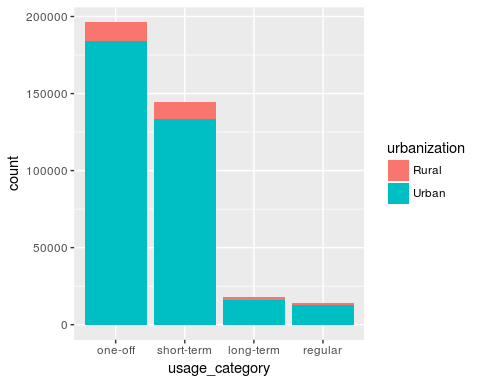 200000
150000
100000
50000
0
count
one-off short-term long-term regular
usage_category
urbanization
Rural
Urban